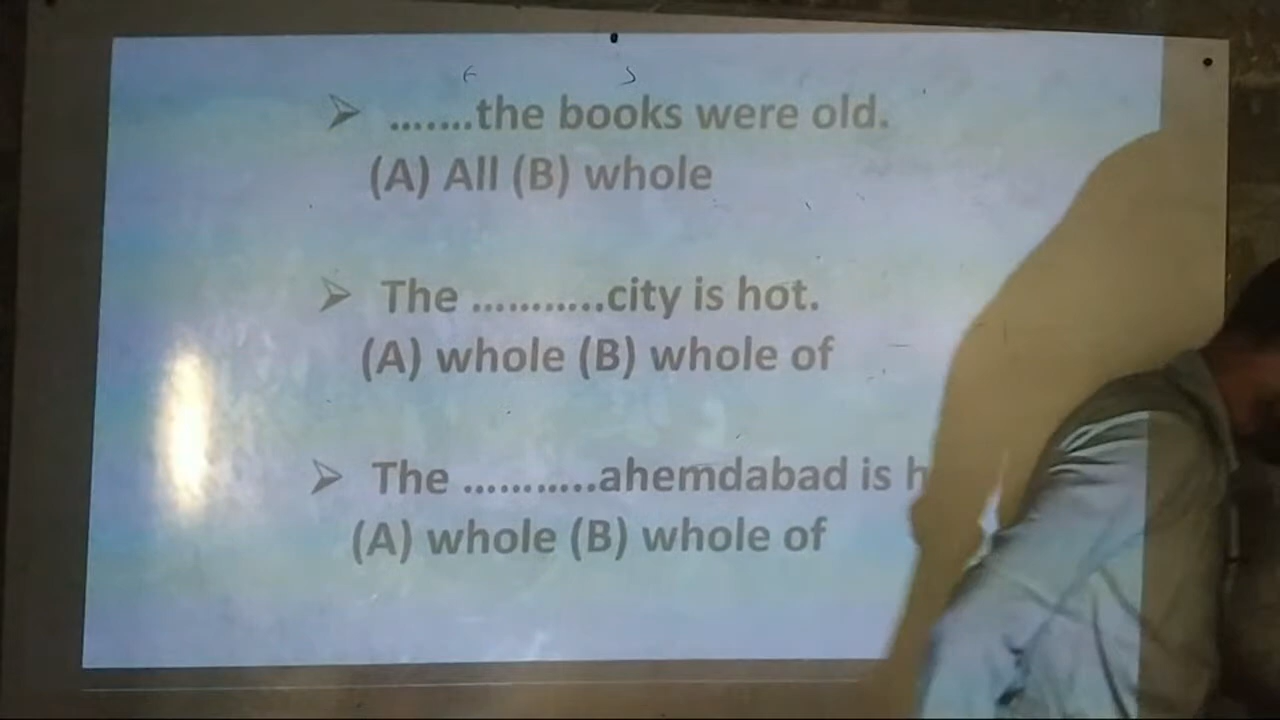 ➢ .......the books were old.
(A) All (B) whole
➢ The ...........city is hot.
(A) whole (B) whole of
➢ The ...........ahemdabad is h
(A) whole (B) whole of